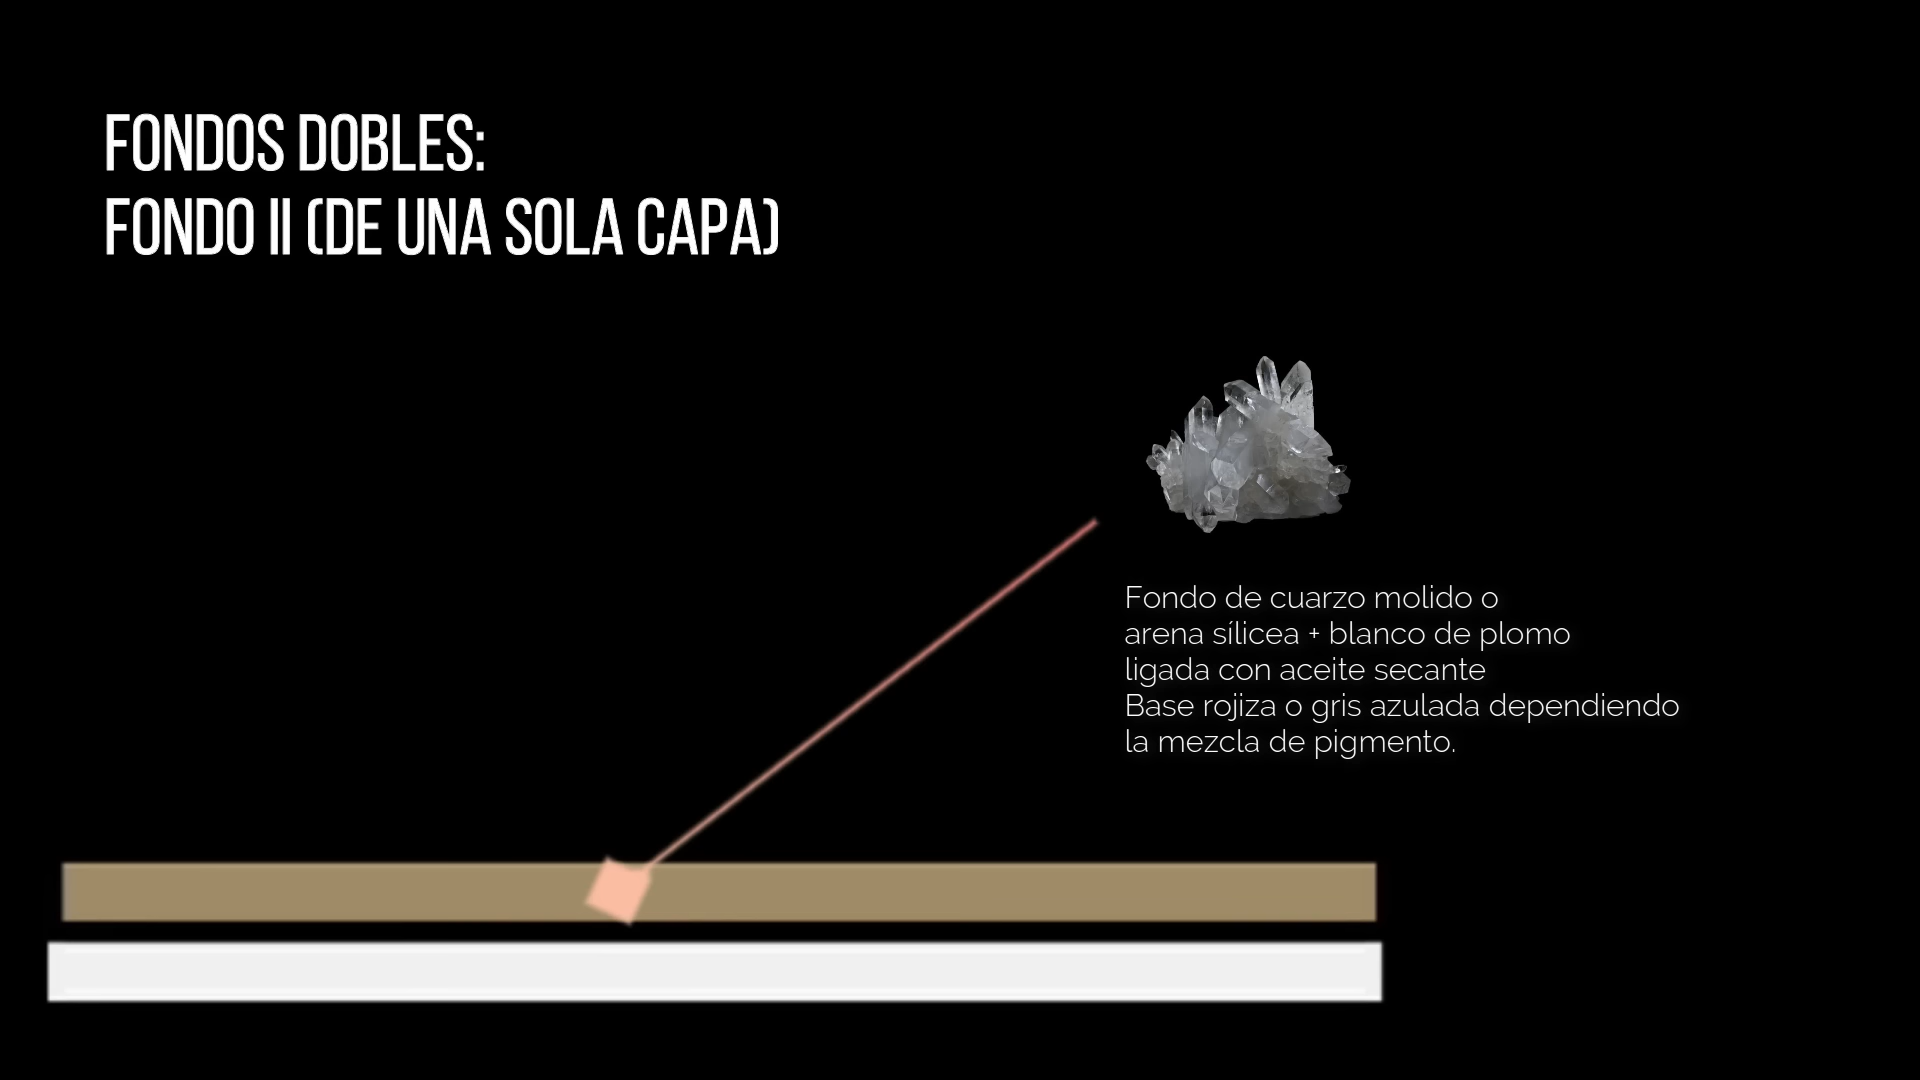 FONDOS DOBLES:
FONDO II (DE UNA SOLA CAPA)
Fondo de cuarzo molido o
arena sílicea + blanco de plomo
ligada con aceite secante
Base rojiza o gris azulada dependiendo
la mezcla de pigmento.